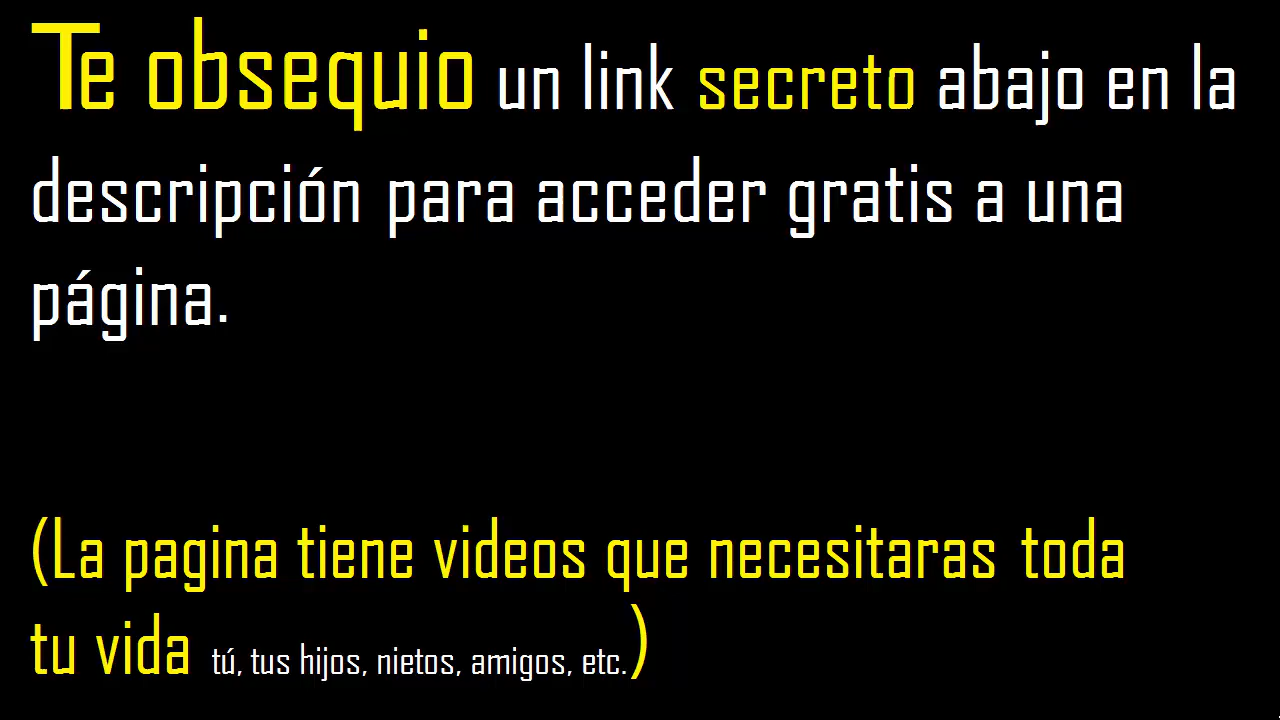 Te obsequio un link secreto abajo en la
descripción para acceder gratis a una
página.
(La pagina tiene videos que necesitaras toda
tu vida tú, tus hijos, nietos, amigos, etc.)